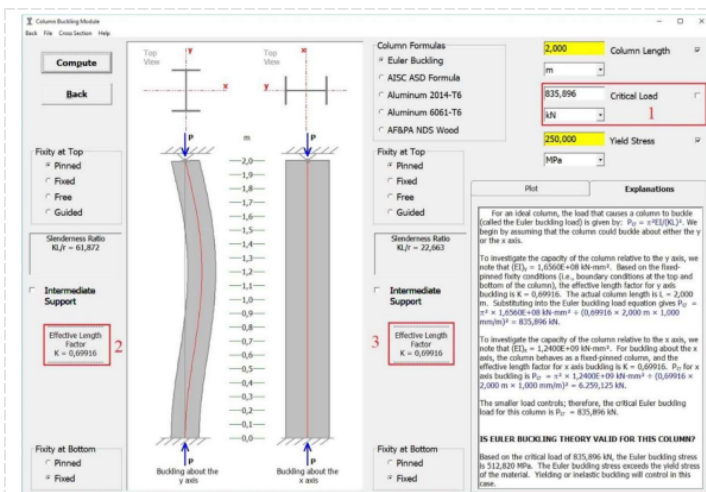 Column Buckling Module
Back File Cross Section Help
Compute
Back
Top View
y
x
Top View
x
y
Column Formulas
Euler Buckling
AISC ASD Formula
Aluminum 2014-T6
Aluminum 6061-T6
AF&PA NDS Wood
2,000 Column Length
m
835,896 Critical Load
kN
1
250,000 Yield Stress
MPa
Fixity at Top
Pinned
Fixed
Free
Guided
Slenderness Ratio
KL/r = 61,872
Intermediate Support
Effective Length Factor
K = 0,69916
2
Fixity at Bottom
Pinned
Fixed
P
P
m
2,0
1,9
1,8
1,7
1,6
1,5
1,4
1,3
1,2
1,1
1,0
0,9
0,8
0,7
0,6
0,5
0,4
0,3
0,2
0,1
0,0
P
P
Buckling about the y axis
Buckling about the x axis
Fixity at Top
Pinned
Fixed
Free
Guided
Slenderness Ratio
KL/r = 22,663
Intermediate Support
3
Effective Length Factor
K = 0,69916
Fixity at Bottom
Pinned
Fixed
Plot
Explanations
For an ideal column, the load that causes a column to buckle
(called the Euler buckling load) is given by: Pcr = π²EI/(KL)². We
begin by assuming that the column could buckle about either the y
or the x axis.
To investigate the capacity of the column relative to the y axis, we
note that (EI)y = 1,6560E+08 kN-mm². Based on the fixed-
pinned fixity conditions (i.e., boundary conditions at the top and
bottom of the column), the effective length factor for y axis
buckling is K = 0,69916. The actual column length is L = 2,000
m. Substituting into the Euler buckling load equation gives Pcr =
π² × 1,6560E+08 kN-mm² ÷ (0,69916 × 2,000 m × 1,000
mm/m)² = 835,896 kN.
To investigate the capacity of the column relative to the x axis, we
note that (EI)x = 1,2400E+09 kN-mm². For buckling about the x
axis, the column behaves as a fixed-pinned column, and the
effective length factor for x axis buckling is K = 0,69916. Pcr for x
axis buckling is Pcr = π² × 1,2400E+09 kN-mm² ÷ (0,69916 ×
2,000 m × 1,000 mm/m)² = 6.259,125 kN.
The smaller load controls; therefore, the critical Euler buckling
load for this column is Pcr = 835,896 kN.
IS EULER BUCKLING THEORY VALID FOR THIS COLUMN?
Based on the critical load of 835,896 kN, the Euler buckling stress
is 512,820 MPa. The Euler buckling stress exceeds the yield stress
of the material. Yielding or inelastic buckling will control in this
case.